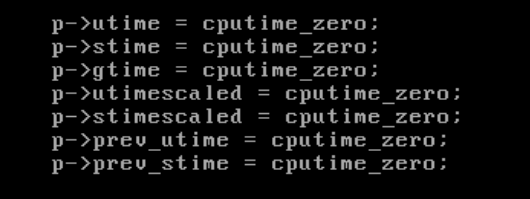 p->utime = cputime_zero;
p->stime = cputime_zero;
p->gtime = cputime_zero;
p->utimescaled = cputime_zero;
p->stimescaled = cputime_zero;
p->prev_utime = cputime_zero;
p->prev_stime = cputime_zero;